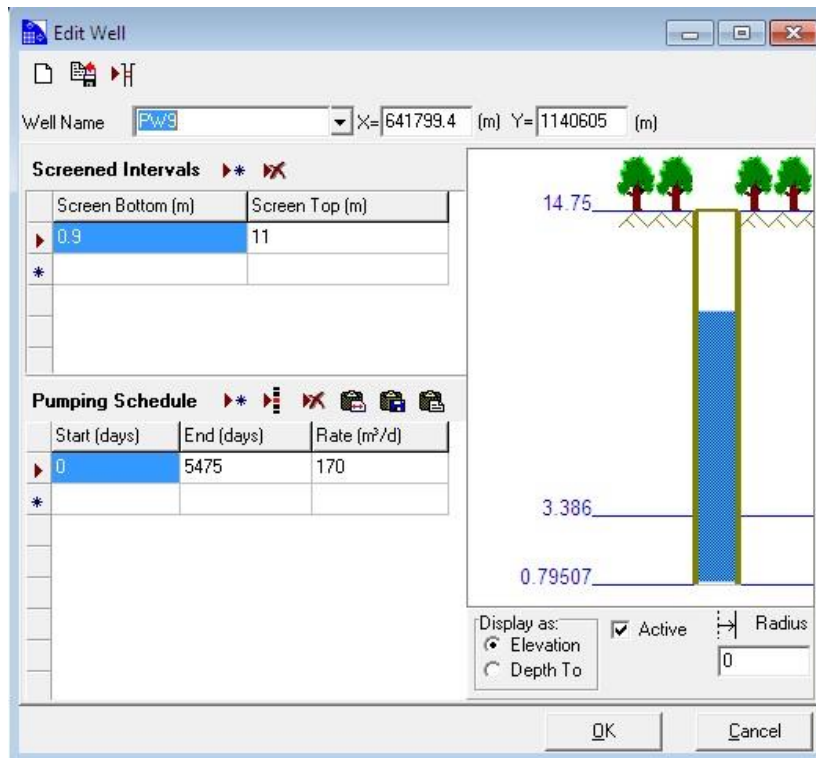 Edit Well
Well Name PW9 X= 641799.4 (m) Y= 1140605 (m)
Screened Intervals
Screen Bottom (m) Screen Top (m)
0.9 11
*
Pumping Schedule
Start (days) End (days) Rate (m³/d)
0 5475 170
*
14.75
3.386
0.79507
Display as:
Elevation
Depth To
Active
Radius
0
OK Cancel